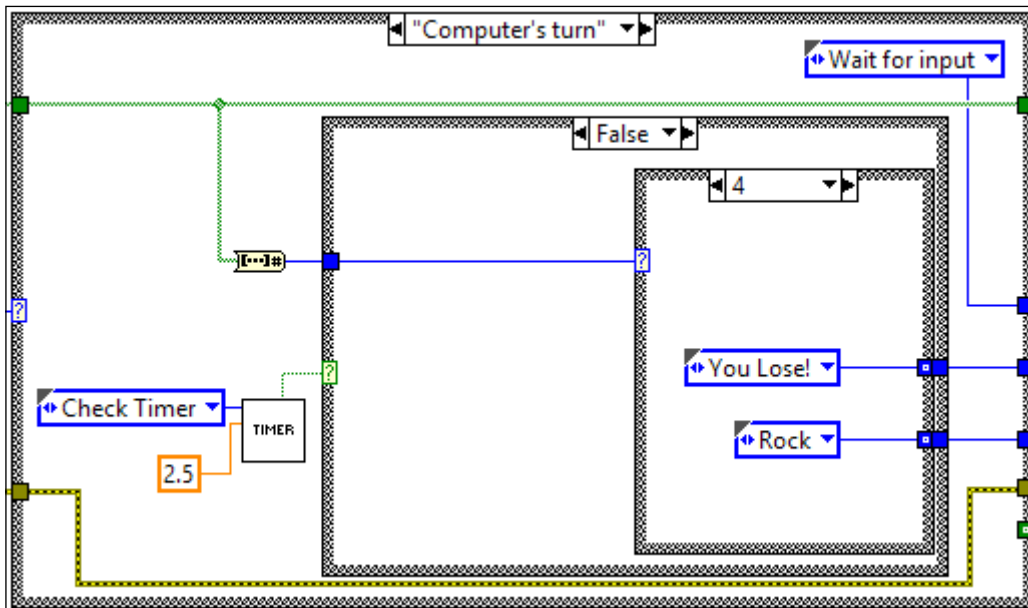 "Computer's turn"
Wait for input
False
4
?
[···]#
?
?
You Lose!
Check Timer
TIMER
Rock
2.5